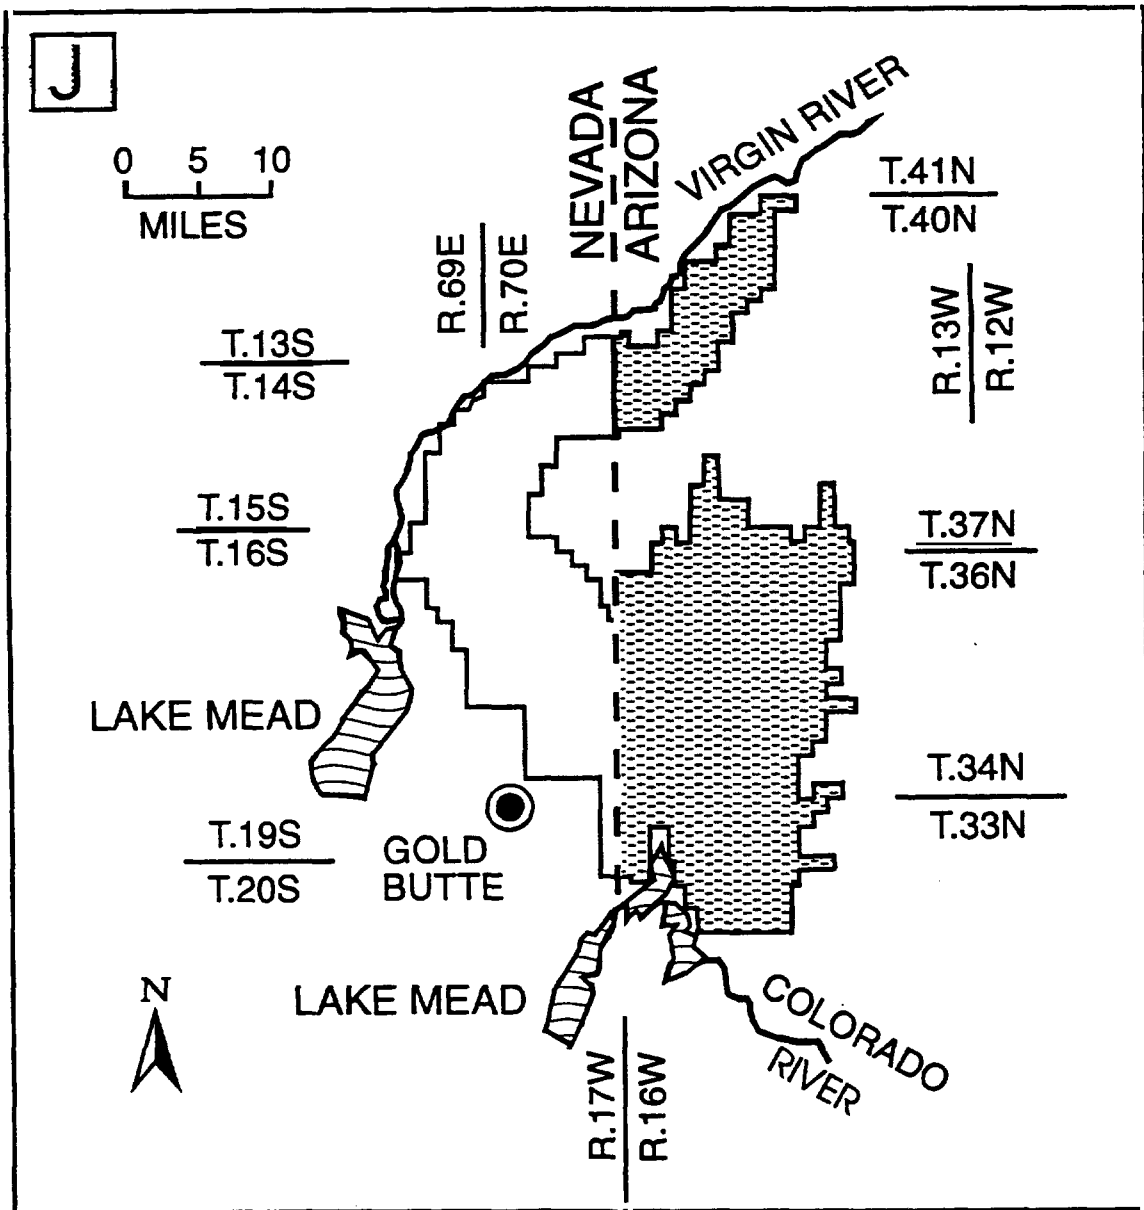 J
0 5 10
MILES
NEVADA
ARIZONA
VIRGIN RIVER
T.41N
T.40N
R.69E
R.70E
R.13W
R.12W
T.13S
T.14S
T.15S
T.16S
T.37N
T.36N
LAKE MEAD
T.34N
T.33N
GOLD
BUTTE
T.19S
T.20S
N
LAKE MEAD
COLORADO
RIVER
R.17W
R.16W